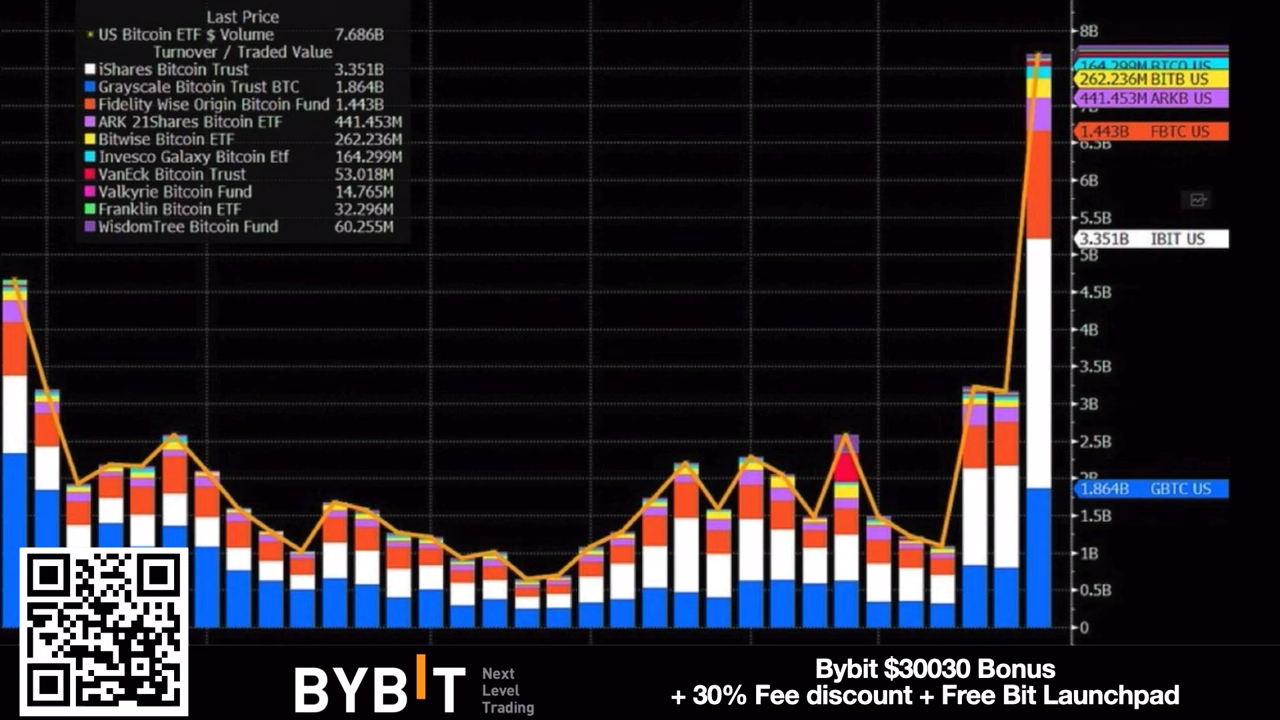 Last Price
US Bitcoin ETF $ Volume 7.686B
Turnover / Traded Value
iShares Bitcoin Trust 3.351B
Grayscale Bitcoin Trust BTC 1.864B
Fidelity Wise Origin Bitcoin Fund 1.443B
ARK 21Shares Bitcoin ETF 441.453M
Bitwise Bitcoin ETF 262.236M
Invesco Galaxy Bitcoin Etf 164.299M
VanEck Bitcoin Trust 53.018M
Valkyrie Bitcoin Fund 14.765M
Franklin Bitcoin ETF 32.296M
WisdomTree Bitcoin Fund 60.255M
8B
164.299M BTCO US
262.236M BITB US
441.453M ARKB US
1.443B FBTC US
6.5B
6B
5.5B
3.351B IBIT US
5B
4.5B
4B
3.5B
3B
2.5B
2B
1.864B GBTC US
1.5B
1B
0.5B
0
BYBIT
Next
Level
Trading
Bybit $30030 Bonus
+ 30% Fee discount + Free Bit Launchpad